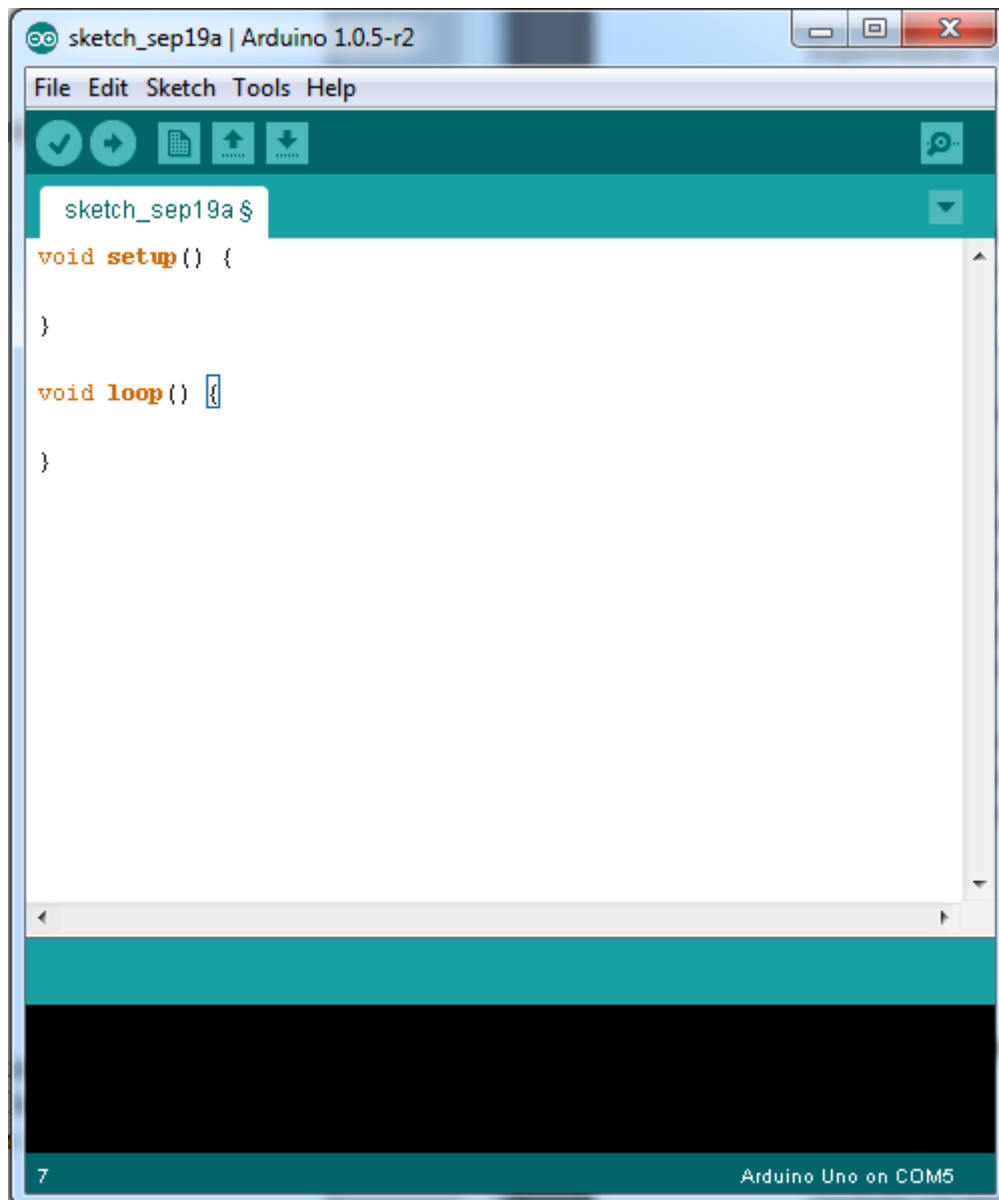 sketch_sep19a | Arduino 1.0.5-r2
File Edit Sketch Tools Help
sketch_sep19a §
void setup() {
}
void loop() {
}
7
Arduino Uno on COM5